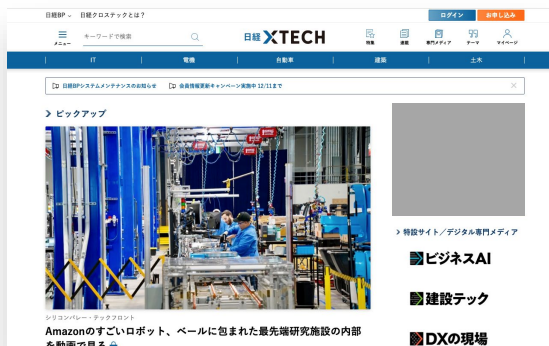 日経BP
日経クロステックとは？
ログイン
お申し込み
メニュー
キーワードで検索
日経 XTECH
特集
連載
専門メディア
テーマ
マイページ
IT
電機
自動車
建築
土木
日経BPシステムメンテナンスのお知らせ
会員情報更新キャンペーン実施中 12/11まで
ピックアップ
シリコンバレー・テックフロント
Amazonのすごいロボット、ベールに包まれた最先端研究施設の内部
を動画で見る
特設サイト／デジタル専門メディア
ビジネスAI
建設テック
DXの現場